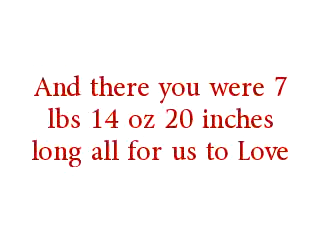 And there you were 7
lbs 14 oz 20 inches
long all for us to Love